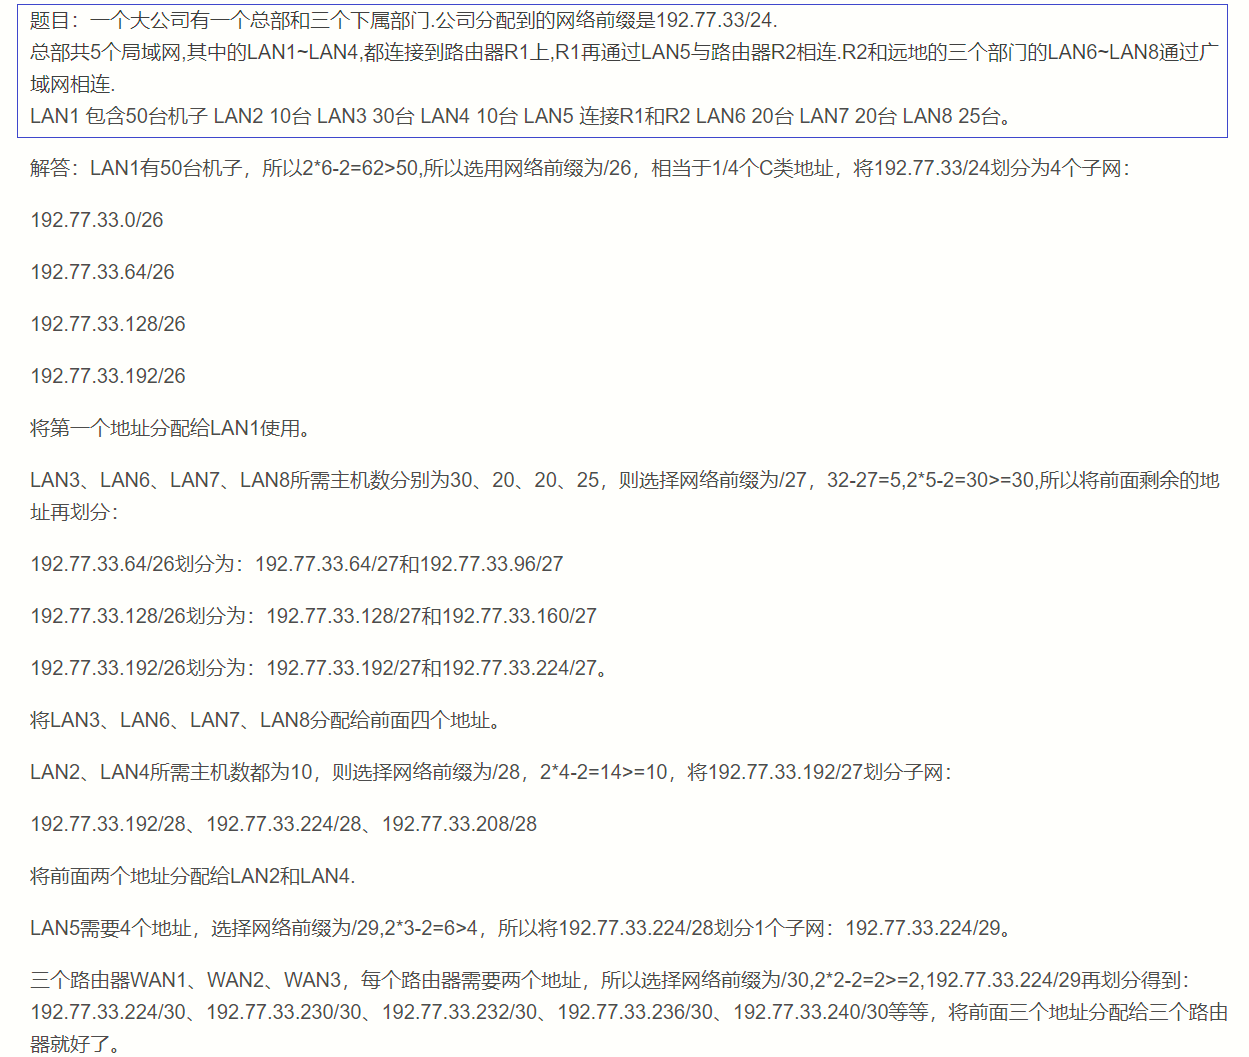 题目：一个大公司有一个总部和三个下属部门.公司分配到的网络前缀是192.77.33/24.
总部共5个局域网,其中的LAN1~LAN4,都连接到路由器R1上,R1再通过LAN5与路由器R2相连.R2和远地的三个部门的LAN6~LAN8通过广
域网相连.
LAN1 包含50台机子 LAN2 10台 LAN3 30台 LAN4 10台 LAN5 连接R1和R2 LAN6 20台 LAN7 20台 LAN8 25台。
解答：LAN1有50台机子，所以2*6-2=62>50,所以选用网络前缀为/26，相当于1/4个C类地址，将192.77.33/24划分为4个子网：
192.77.33.0/26
192.77.33.64/26
192.77.33.128/26
192.77.33.192/26
将第一个地址分配给LAN1使用。
LAN3、LAN6、LAN7、LAN8所需主机数分别为30、20、20、25，则选择网络前缀为/27，32-27=5,2*5-2=30>=30,所以将前面剩余的地
址再划分：
192.77.33.64/26划分为：192.77.33.64/27和192.77.33.96/27
192.77.33.128/26划分为：192.77.33.128/27和192.77.33.160/27
192.77.33.192/26划分为：192.77.33.192/27和192.77.33.224/27。
将LAN3、LAN6、LAN7、LAN8分配给前面四个地址。
LAN2、LAN4所需主机数都为10，则选择网络前缀为/28，2*4-2=14>=10，将192.77.33.192/27划分子网：
192.77.33.192/28、192.77.33.224/28、192.77.33.208/28
将前面两个地址分配给LAN2和LAN4.
LAN5需要4个地址，选择网络前缀为/29,2*3-2=6>4，所以将192.77.33.224/28划分1个子网：192.77.33.224/29。
三个路由器WAN1、WAN2、WAN3，每个路由器需要两个地址，所以选择网络前缀为/30,2*2-2=2>=2,192.77.33.224/29再划分得到：
192.77.33.224/30、192.77.33.230/30、192.77.33.232/30、192.77.33.236/30、192.77.33.240/30等等，将前面三个地址分配给三个路由
器就好了。